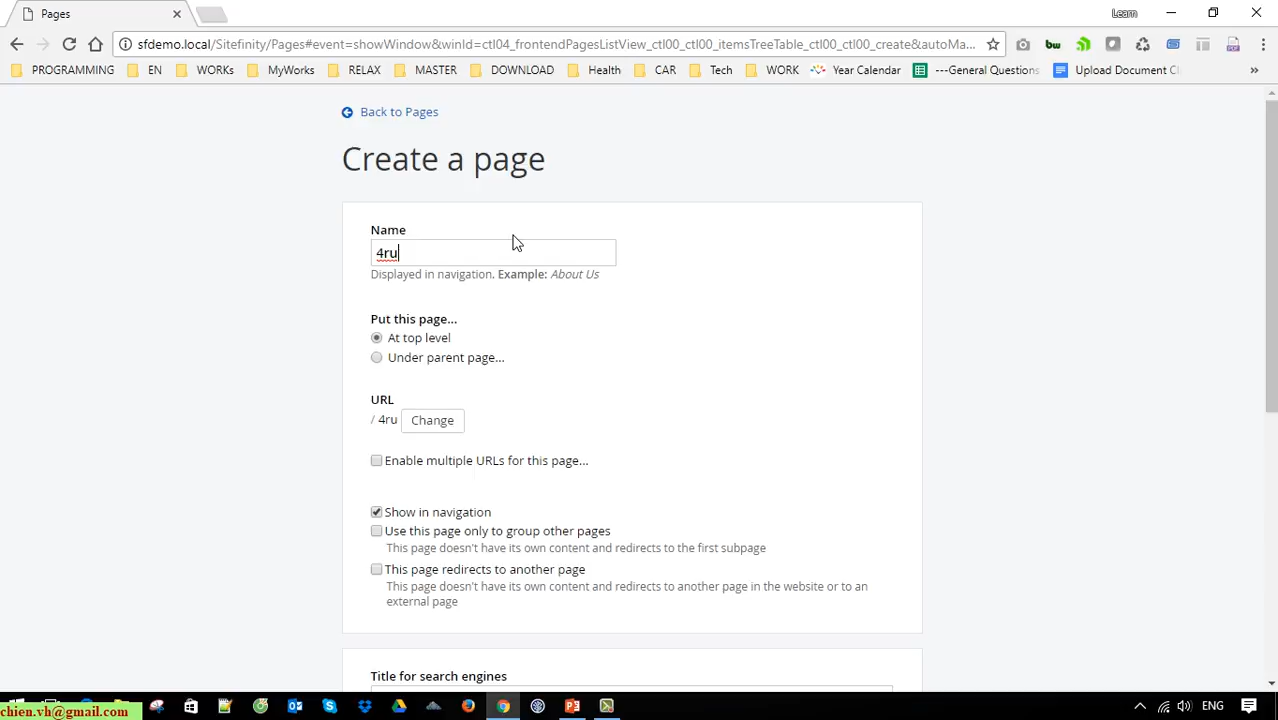 Pages
Learn
sfdemo.local/Sitefinity/Pages#event=showWindow&winId=ctl04_frontendPagesListView_ctl00_ctl00_itemsTreeTable_ctl00_ctl00_create&autoMa...
PROGRAMMING EN WORKs MyWorks RELAX MASTER DOWNLOAD Health CAR Tech WORK Year Calendar ---General Questions Upload Document Cl »
Back to Pages
Create a page
Name
4ru
Displayed in navigation. Example: About Us
Put this page...
At top level
Under parent page...
URL
/ 4ru Change
Enable multiple URLs for this page...
Show in navigation
Use this page only to group other pages
This page doesn't have its own content and redirects to the first subpage
This page redirects to another page
This page doesn't have its own content and redirects to another page in the website or to an
external page
Title for search engines
ENG
chien.vh@gmail.com